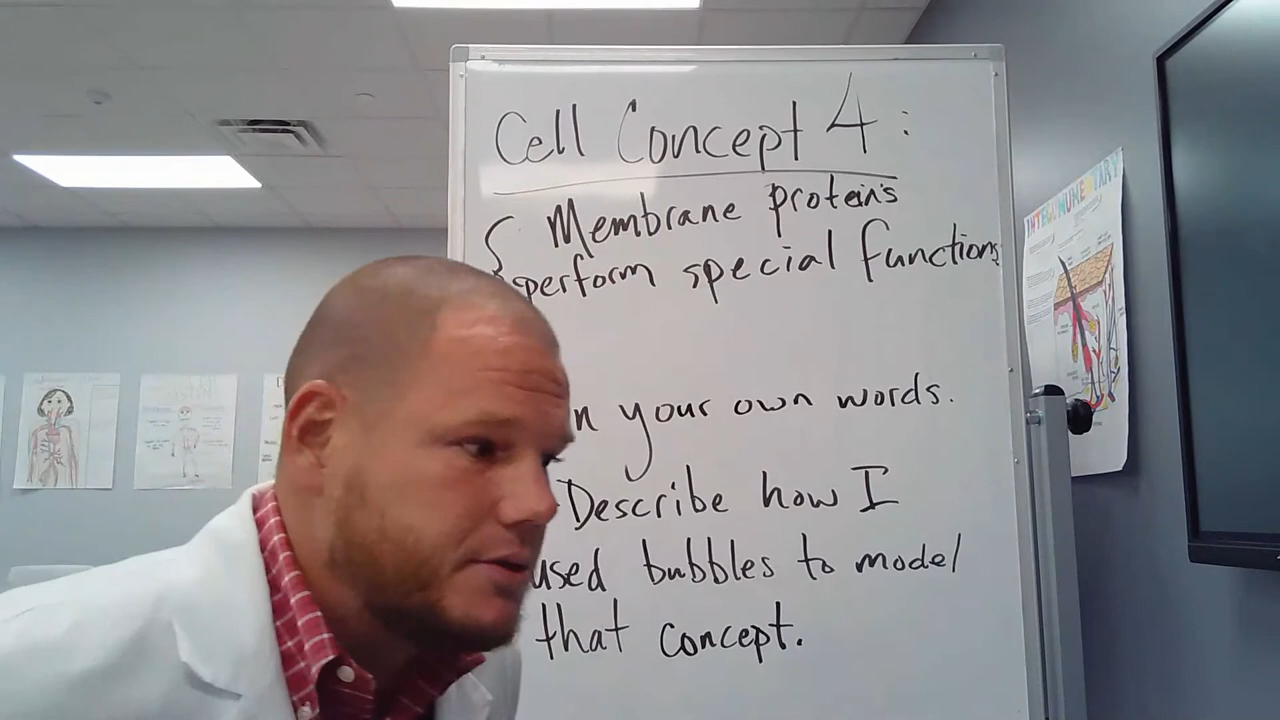 Cell Concept 4:
Membrane proteins
perform special functions
n your own words.
Describe how I
used bubbles to model
that concept.
INTEGUMENTARY